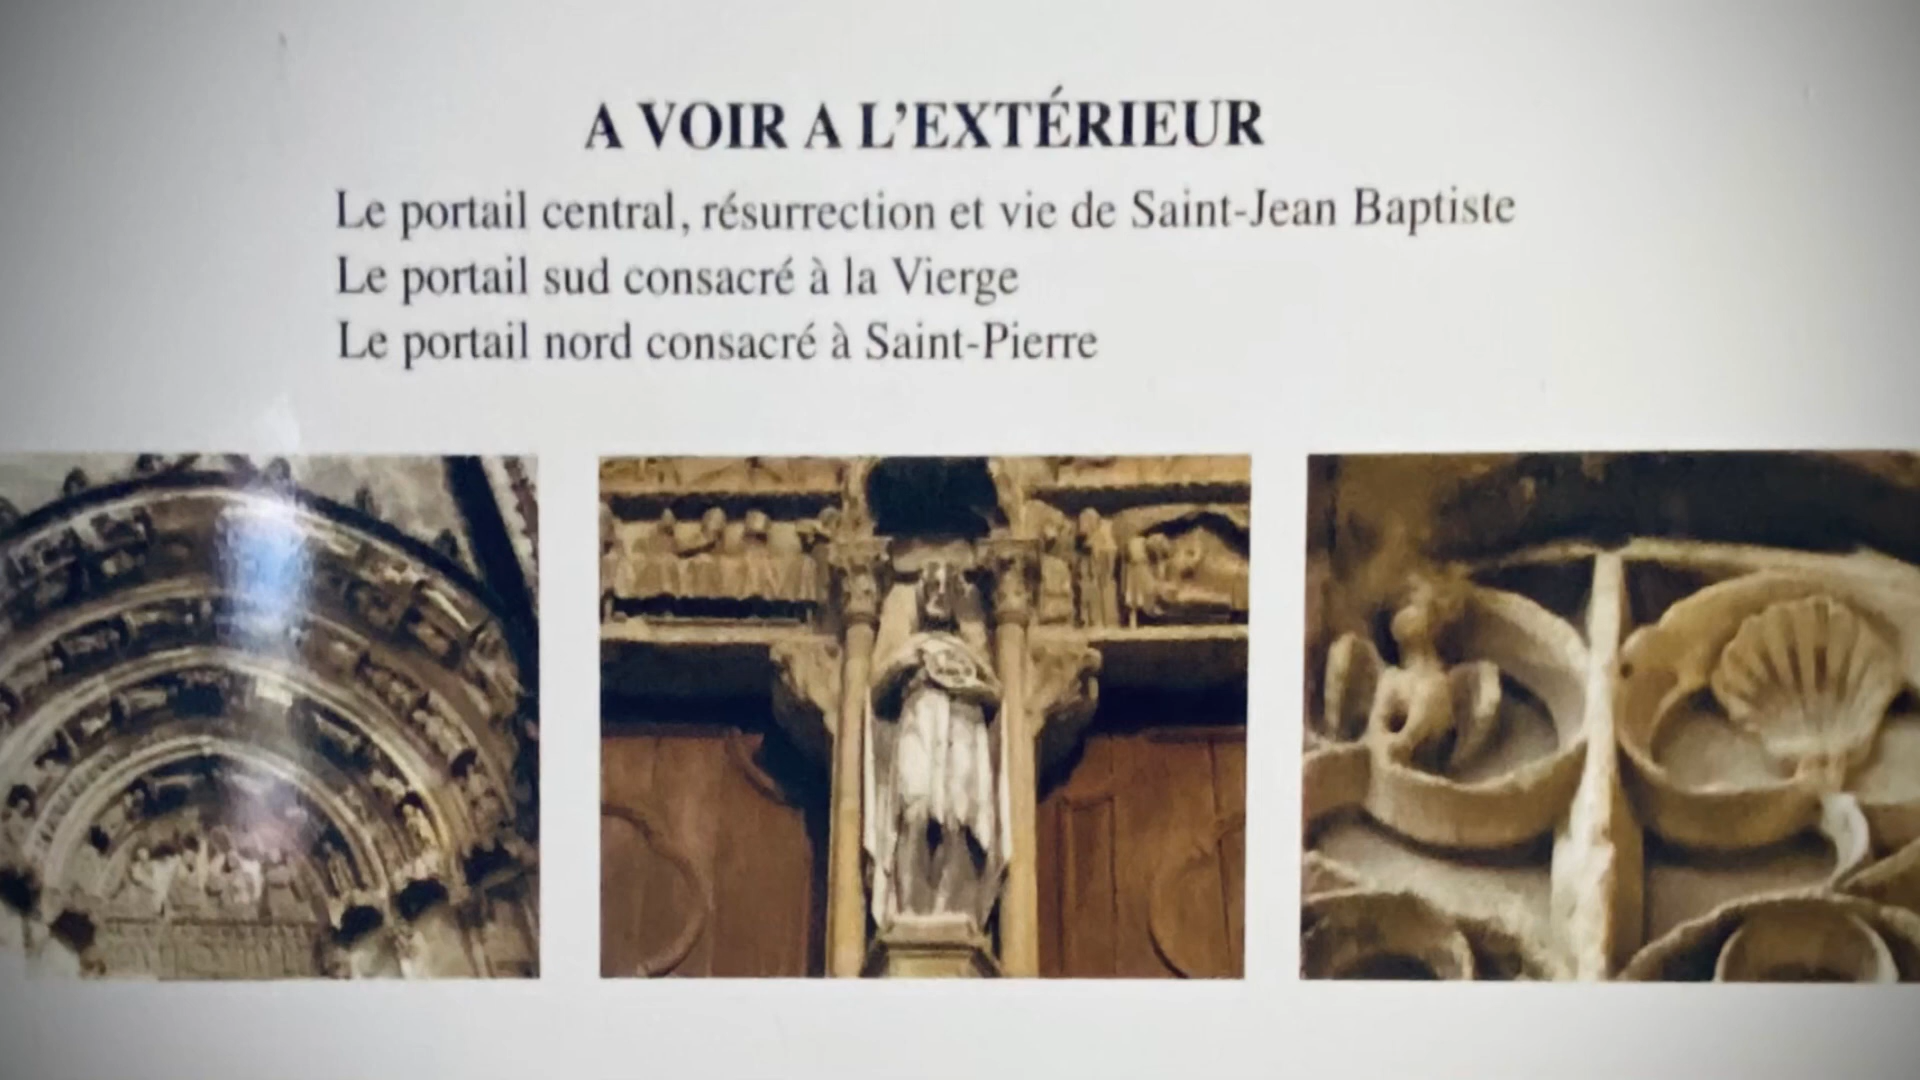 A VOIR A L'EXTÉRIEUR
Le portail central, résurrection et vie de Saint-Jean Baptiste
Le portail sud consacré à la Vierge
Le portail nord consacré à Saint-Pierre